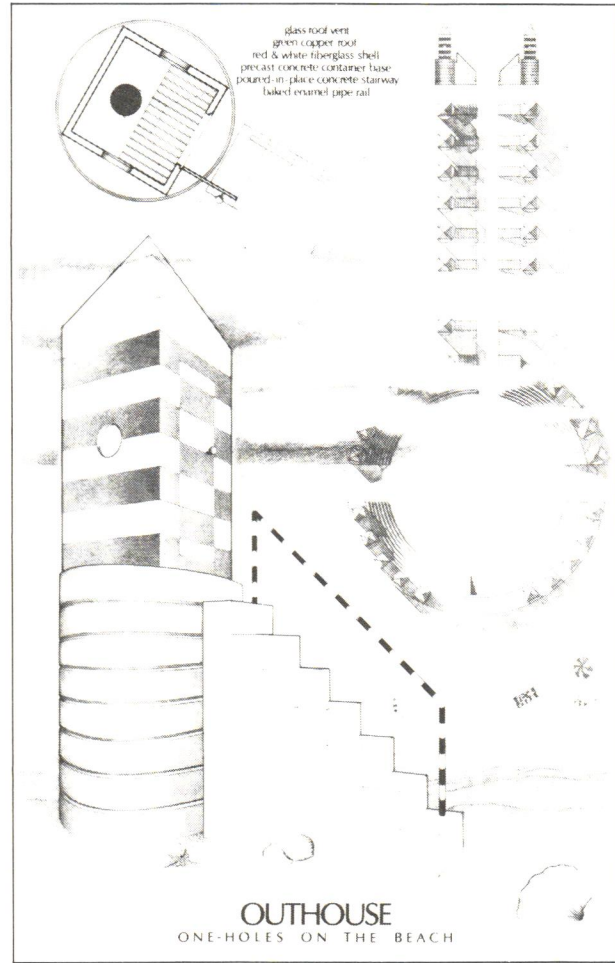 glass roof vent
green copper roof
red & white fiberglass shell
precast concrete container base
poured-in-place concrete stairway
baked enamel pipe rail
OUTHOUSE
ONE-HOLES ON THE BEACH